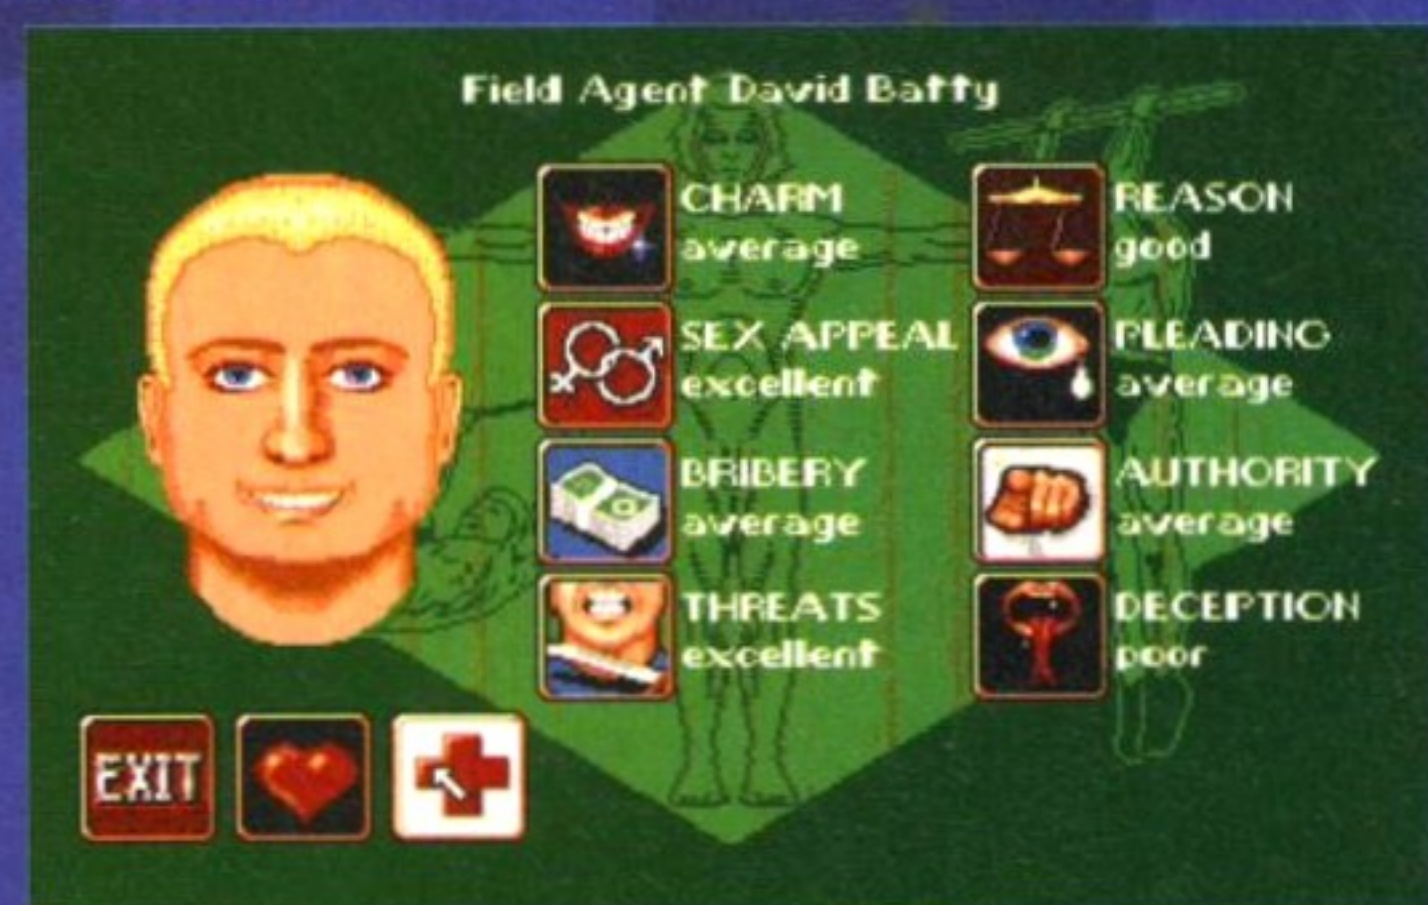 Field Agent David Batty
CHARM
average
REASON
good
SEX APPEAL
excellent
PLEADING
average
BRIBERY
average
AUTHORITY
average
THREATS
excellent
DECEPTION
poor
EXIT